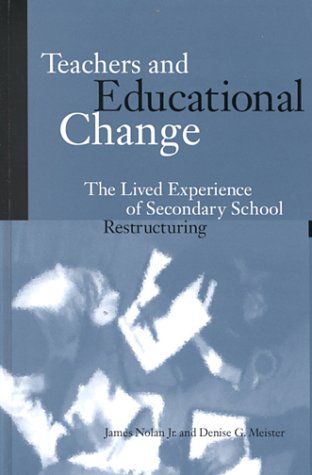 Teachers and
Educational
Change
The Lived Experience
of Secondary School
Restructuring
James Nolan Jr. and Denise G. Meister